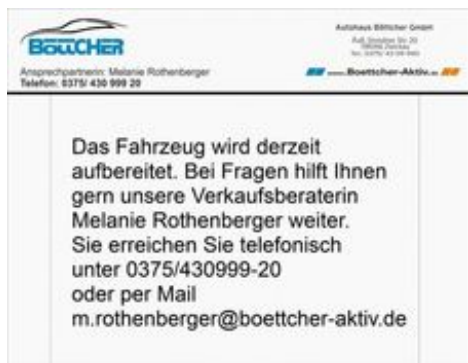 BöttCHER
Autohaus Böttcher GmbH
Ansprechpartnerin: Melanie Rothenberger
Telefon: 0375/ 430 999 20
www.Boettcher-Aktiv.de
Das Fahrzeug wird derzeit
aufbereitet. Bei Fragen hilft Ihnen
gern unsere Verkaufsberaterin
Melanie Rothenberger weiter.
Sie erreichen Sie telefonisch
unter 0375/430999-20
oder per Mail
m.rothenberger@boettcher-aktiv.de